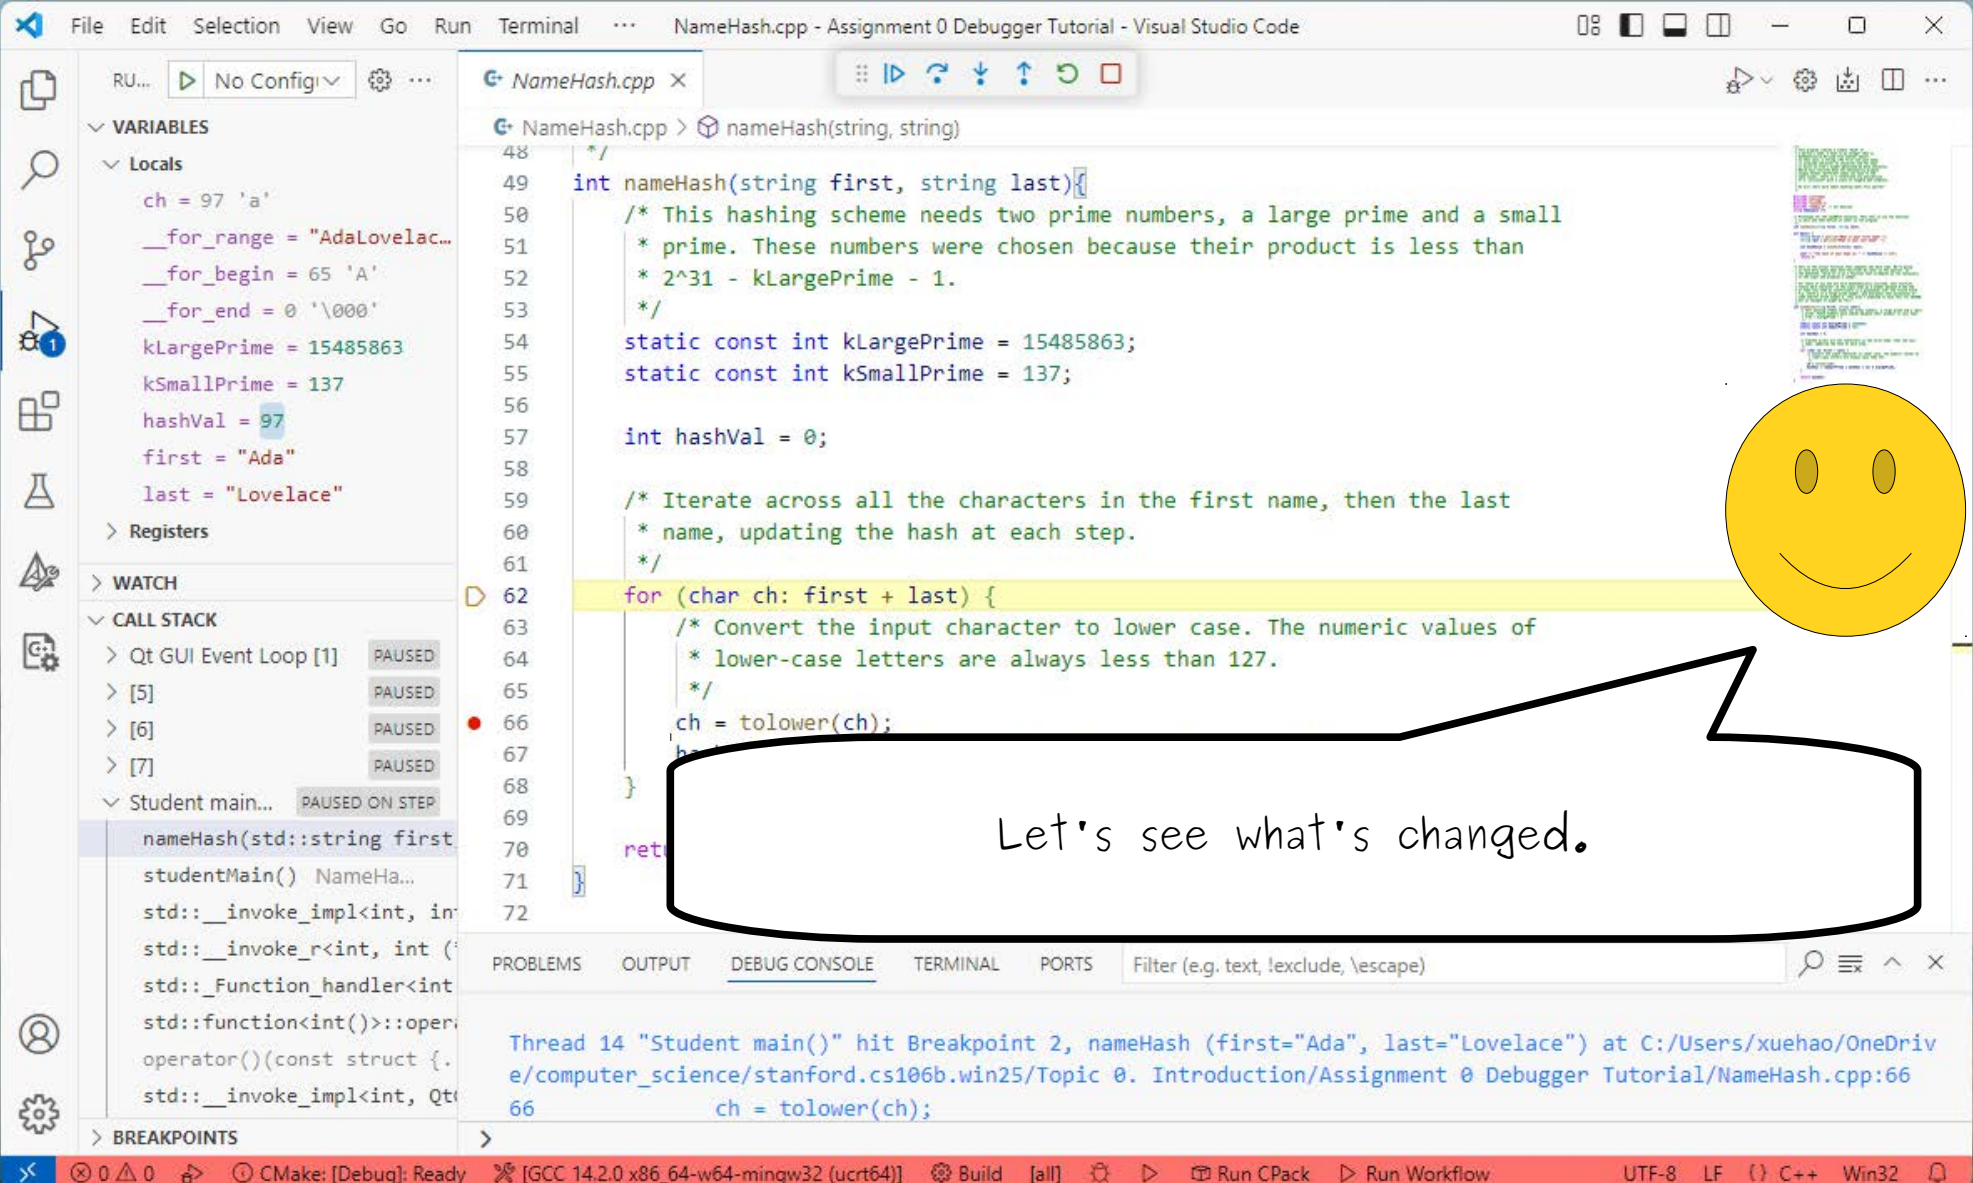 File Edit Selection View Go Run Terminal ··· NameHash.cpp - Assignment 0 Debugger Tutorial - Visual Studio Code
RU... No Config
NameHash.cpp
VARIABLES
Locals
ch = 97 'a'
__for_range = "AdaLovelac…
__for_begin = 65 'A'
__for_end = 0 '\000'
kLargePrime = 15485863
kSmallPrime = 137
hashVal = 97
first = "Ada"
last = "Lovelace"
Registers
WATCH
CALL STACK
Qt GUI Event Loop [1] PAUSED
[5] PAUSED
[6] PAUSED
[7] PAUSED
Student main... PAUSED ON STEP
nameHash(std::string first
studentMain() NameHa...
std::__invoke_impl<int, in
std::__invoke_r<int, int (
std::_Function_handler<int
std::function<int()>::oper
operator()(const struct {.
std::__invoke_impl<int, Qt
BREAKPOINTS
NameHash.cpp > nameHash(string, string)
48 */
49 int nameHash(string first, string last){
50 /* This hashing scheme needs two prime numbers, a large prime and a small
51 * prime. These numbers were chosen because their product is less than
52 * 2^31 - kLargePrime - 1.
53 */
54 static const int kLargePrime = 15485863;
55 static const int kSmallPrime = 137;
56
57 int hashVal = 0;
58
59 /* Iterate across all the characters in the first name, then the last
60 * name, updating the hash at each step.
61 */
62 for (char ch: first + last) {
63 /* Convert the input character to lower case. The numeric values of
64 * lower-case letters are always less than 127.
65 */
66 ch = tolower(ch);
67
68 }
69
70 ret
71 }
72
Let's see what's changed.
PROBLEMS OUTPUT DEBUG CONSOLE TERMINAL PORTS Filter (e.g. text, !exclude, \escape)
Thread 14 "Student main()" hit Breakpoint 2, nameHash (first="Ada", last="Lovelace") at C:/Users/xuehao/OneDriv
e/computer_science/stanford.cs106b.win25/Topic 0. Introduction/Assignment 0 Debugger Tutorial/NameHash.cpp:66
66 ch = tolower(ch);
0 0 CMake: [Debug]: Ready [GCC 14.2.0 x86_64-w64-mingw32 (ucrt64)] Build [all] Run CPack Run Workflow UTF-8 LF {} C++ Win32